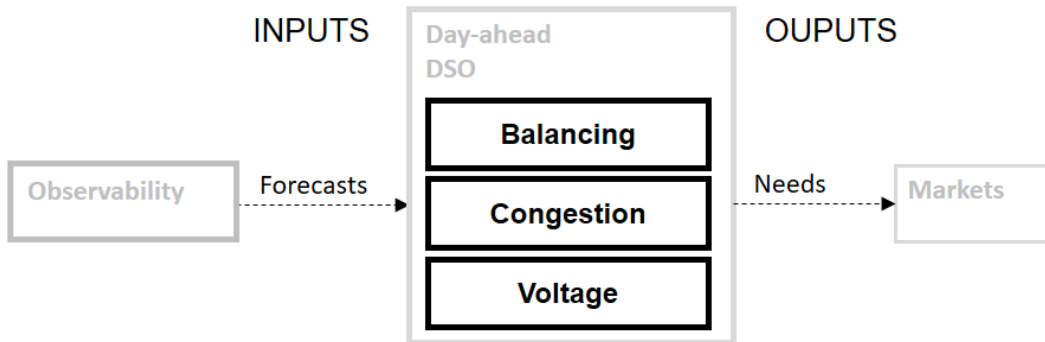 INPUTS
OUPUTS
Day-ahead
DSO
Balancing
Observability
Forecasts
Congestion
Needs
Markets
Voltage